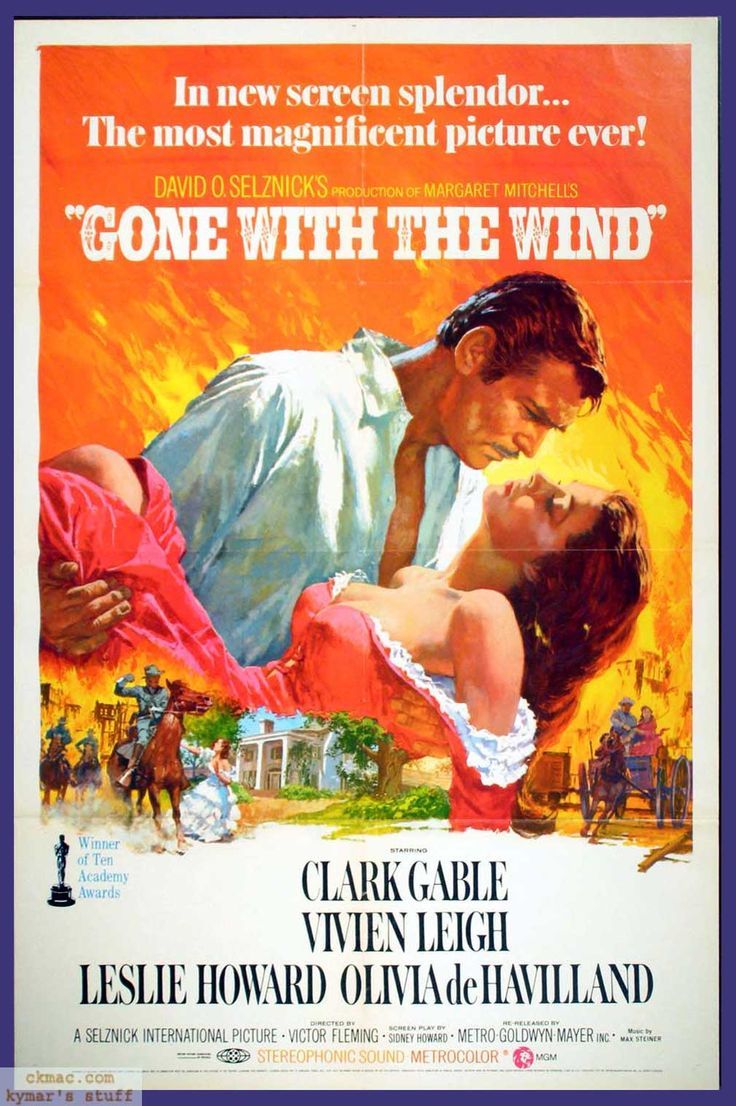 In new screen splendor...
The most magnificent picture ever!
DAVID O. SELZNICK'S PRODUCTION OF MARGARET MITCHELL'S
"GONE WITH THE WIND"
Winner
of Ten
Academy
Awards
STARRING
CLARK GABLE
VIVIEN LEIGH
LESLIE HOWARD OLIVIA de HAVILLAND
A SELZNICK INTERNATIONAL PICTURE · DIRECTED BY VICTOR FLEMING · SCREEN PLAY BY SIDNEY HOWARD · RE-RELEASED BY METRO-GOLDWYN-MAYER INC. · Music by MAX STEINER
STEREOPHONIC SOUND METROCOLOR MGM
ckmac.com
kymar's stuff